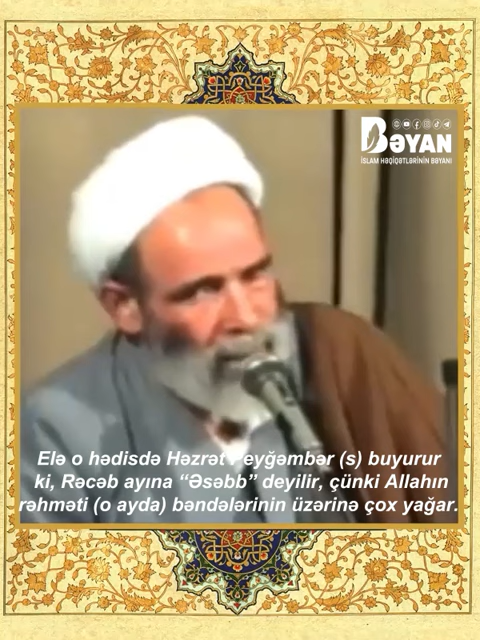 BƏYAN
İSLAM HƏQİQƏTLƏRİNİN BƏYANI
Elə o hədisdə Həzrət Peyğəmbər (s) buyurur
ki, Rəcəb ayına “Əsəbb” deyilir, çünki Allahın
rəhməti (o ayda) bəndələrinin üzərinə çox yağar.